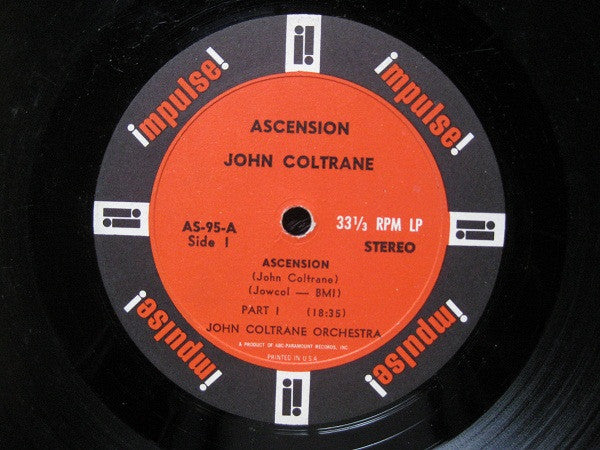 impulse!
impulse!
ASCENSION
JOHN COLTRANE
AS-95-A
Side 1
33⅓ RPM LP
STEREO
ASCENSION
(John Coltrane)
(Jowcol — BMI)
PART I (18:35)
JOHN COLTRANE ORCHESTRA
A PRODUCT OF ABC-PARAMOUNT RECORDS, INC.
PRINTED IN U.S.A.
impulse!
impulse!